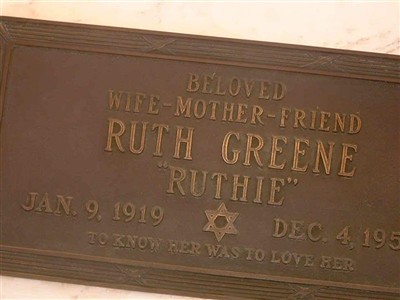 BELOVED
WIFE-MOTHER-FRIEND
RUTH GREENE
"RUTHIE"
JAN. 9, 1919 DEC. 4, 195
TO KNOW HER WAS TO LOVE HER